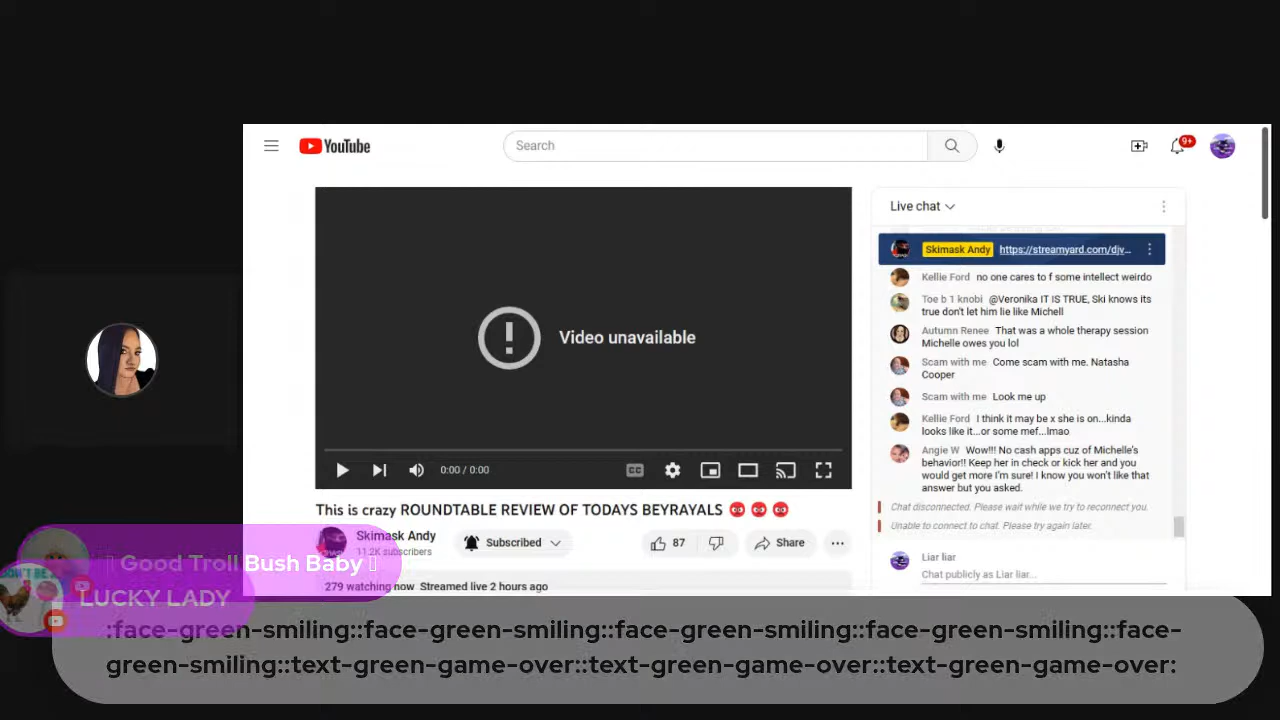 YouTube
Search
9+
Live chat
Skimask Andy https://streamyard.com/djv...
Kellie Ford no one cares to f some intellect weirdo
Toe b 1 knobi @Veronika IT IS TRUE, Ski knows its
true don't let him lie like Michell
Autumn Renee That was a whole therapy session
Michelle owes you lol
Scam with me Come scam with me. Natasha
Cooper
Scam with me Look me up
Kellie Ford I think it may be x she is on...kinda
looks like it...or some mef...lmao
Angie W Wow!!! No cash apps cuz of Michelle's
behavior!! Keep her in check or kick her and you
would get more I'm sure! I know you won't like that
answer but you asked.
Chat disconnected. Please wait while we try to reconnect you.
Unable to connect to chat. Please try again later.
Liar liar
Chat publicly as Liar liar...
Video unavailable
0:00 / 0:00
CC
This is crazy ROUNDTABLE REVIEW OF TODAYS BEYRAYALS
Skimask Andy
11.2K subscribers
Subscribed
87
Share
279 watching now Streamed live 2 hours ago
Good Troll Bush Baby
DON'T BE
LUCKY LADY
:face-green-smiling::face-green-smiling::face-green-smiling::face-green-smiling::face-
green-smiling::text-green-game-over::text-green-game-over::text-green-game-over: